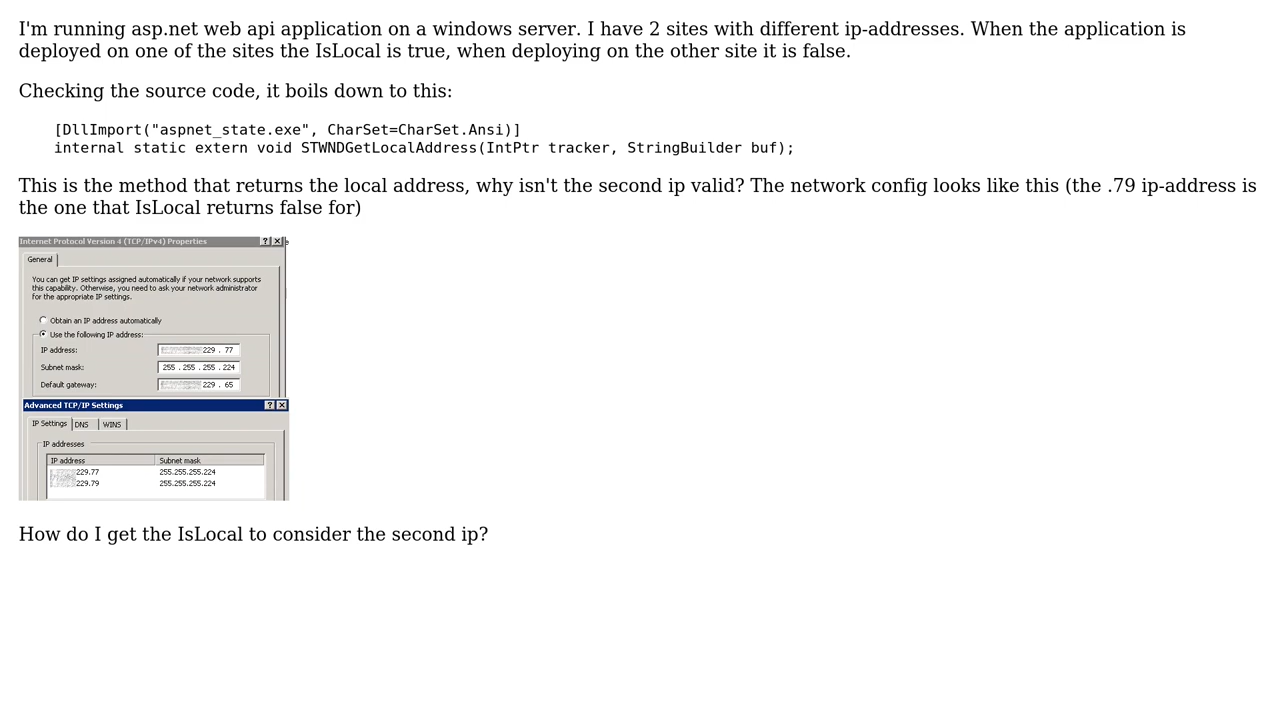 I'm running asp.net web api application on a windows server. I have 2 sites with different ip-addresses. When the application is
deployed on one of the sites the IsLocal is true, when deploying on the other site it is false.
Checking the source code, it boils down to this:
[DllImport("aspnet_state.exe", CharSet=CharSet.Ansi)]
internal static extern void STWNDGetLocalAddress(IntPtr tracker, StringBuilder buf);
This is the method that returns the local address, why isn't the second ip valid? The network config looks like this (the .79 ip-address is
the one that IsLocal returns false for)
Internet Protocol Version 4 (TCP/IPv4) Properties
General
You can get IP settings assigned automatically if your network supports
this capability. Otherwise, you need to ask your network administrator
for the appropriate IP settings.
Obtain an IP address automatically
Use the following IP address:
IP address: 229 . 77
Subnet mask: 255 . 255 . 255 . 224
Default gateway: 229 . 65
Advanced TCP/IP Settings
IP Settings DNS WINS
IP addresses
IP address Subnet mask
229.77 255.255.255.224
229.79 255.255.255.224
How do I get the IsLocal to consider the second ip?